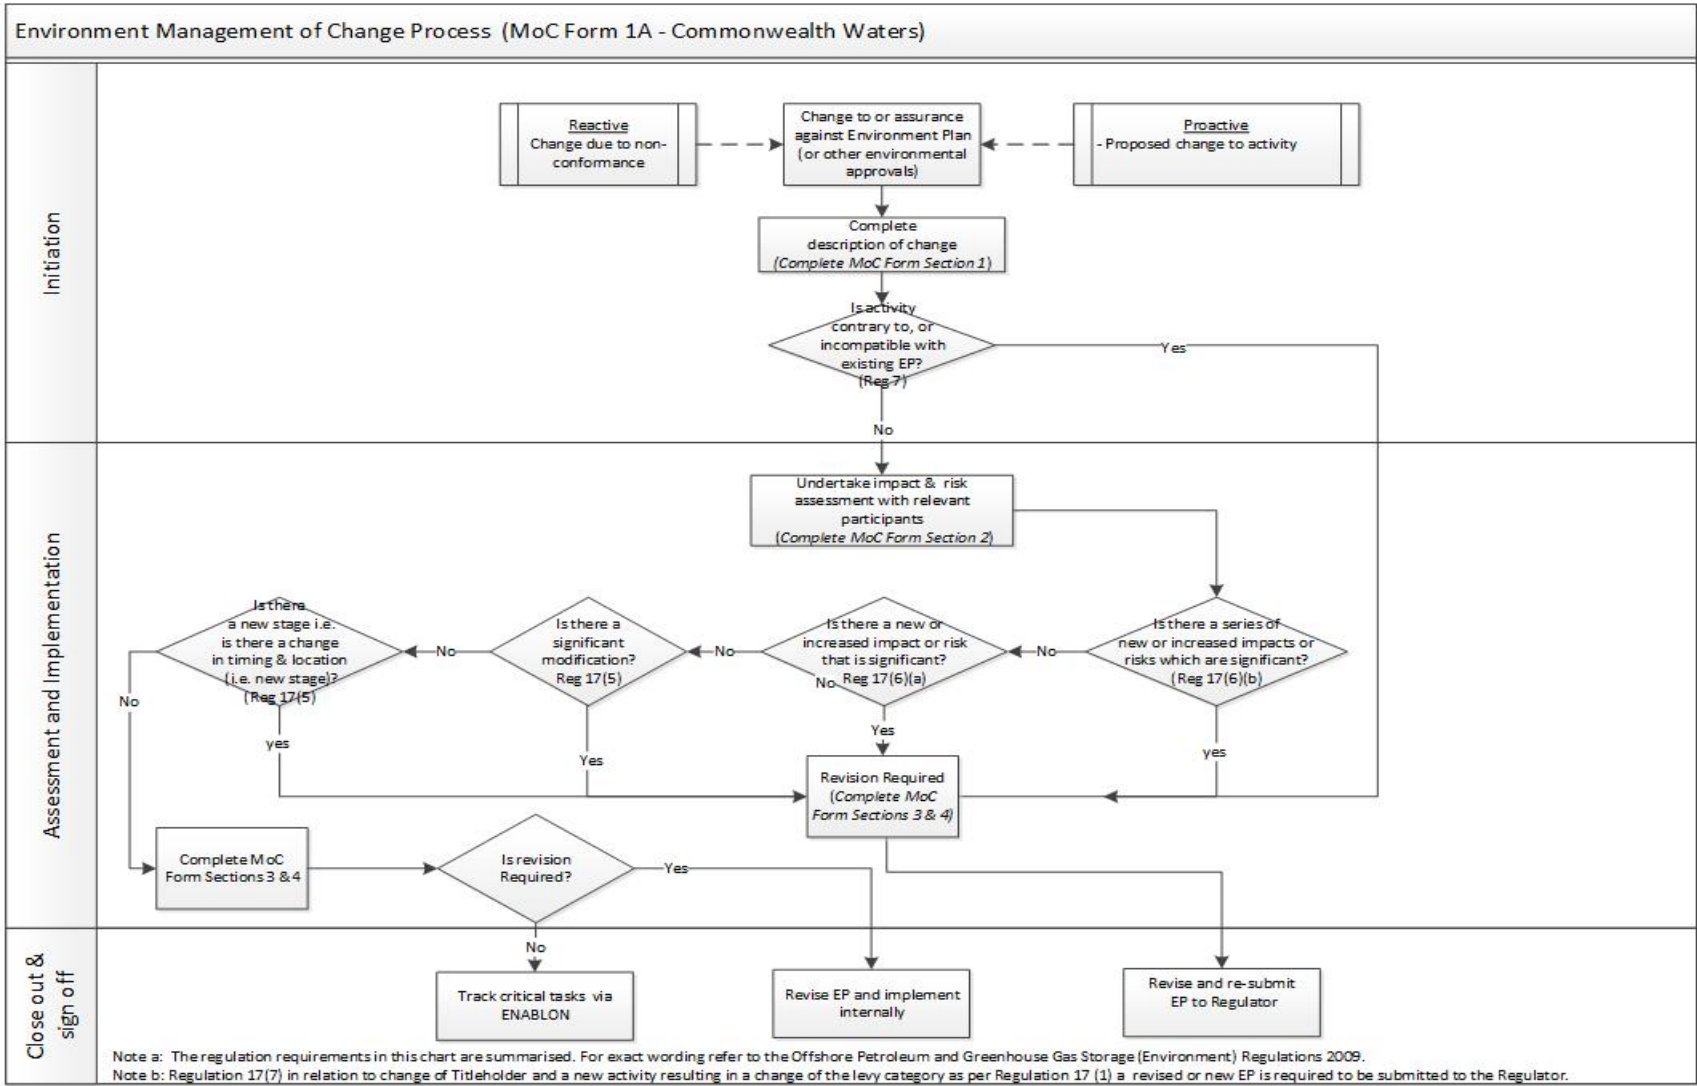 Environment Management of Change Process (MoC Form 1A - Commonwealth Waters)
Initiation
Reactive
Change due to non-
conformance
Change to or assurance
against Environment Plan
(or other environmental
approvals)
Proactive
- Proposed change to activity
Complete
description of change
(Complete MoC Form Section 1)
Is activity
contrary to, or
incompatible with
existing EP?
(Reg 7)
Yes
No
Assessment and Implementation
Undertake impact & risk
assessment with relevant
participants
(Complete MoC Form Section 2)
Is there
a new stage i.e.
is there a change
in timing & location
(i.e. new stage)?
(Reg 17(5)
No
Is there a
significant
modification?
Reg 17(5)
No
Is there a new or
increased impact or risk
that is significant?
No Reg 17(6)(a)
No
Is there a series of
new or increased impacts or
risks which are significant?
(Reg 17(6)(b)
No
yes
Yes
Yes
yes
Revision Required
(Complete MoC
Form Sections 3 & 4)
Complete MoC
Form Sections 3 & 4
Is revision
Required?
Yes
No
Close out &
sign off
Track critical tasks via
ENABLON
Revise EP and implement
internally
Revise and re-submit
EP to Regulator
Note a: The regulation requirements in this chart are summarised. For exact wording refer to the Offshore Petroleum and Greenhouse Gas Storage (Environment) Regulations 2009.
Note b: Regulation 17(7) in relation to change of Titleholder and a new activity resulting in a change of the levy category as per Regulation 17 (1) a revised or new EP is required to be submitted to the Regulator.